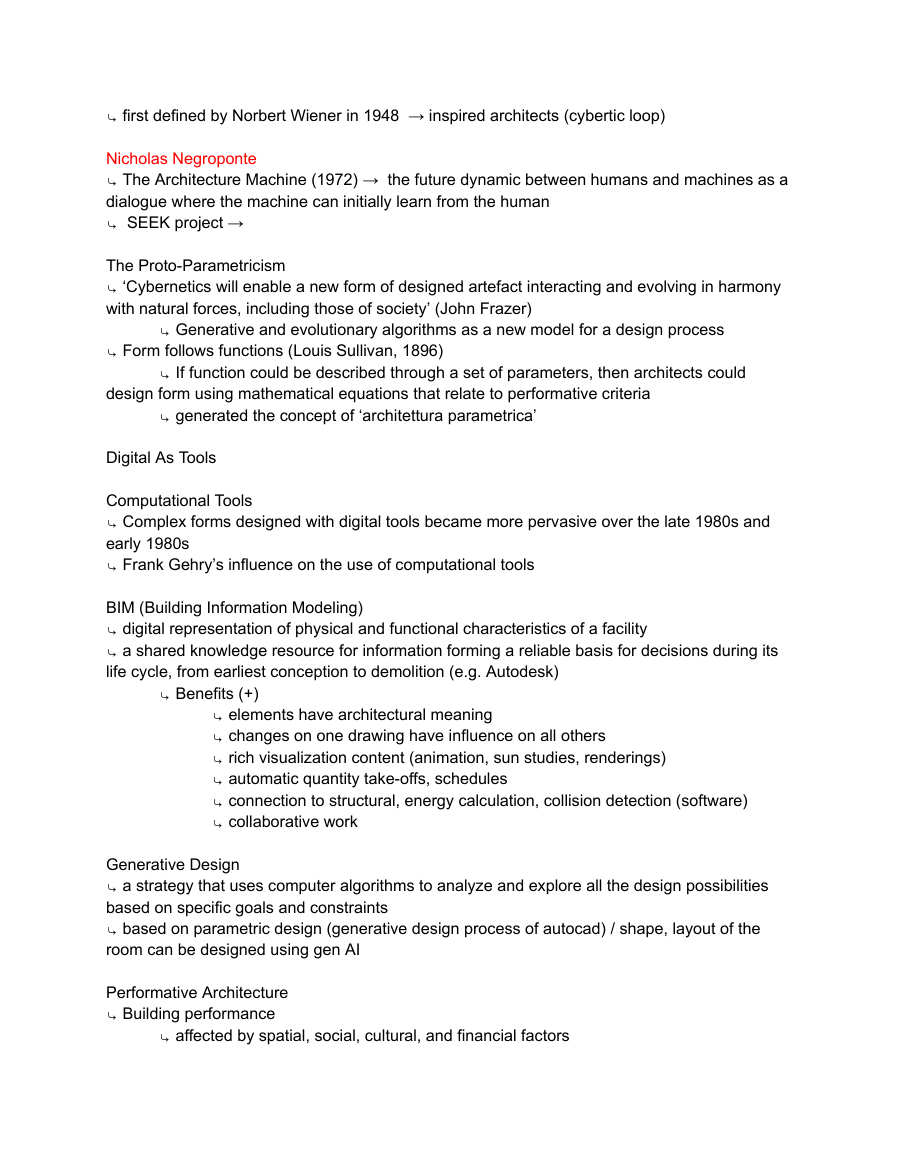 ⤷ first defined by Norbert Wiener in 1948 → inspired architects (cybertic loop)
Nicholas Negroponte
⤷ The Architecture Machine (1972) → the future dynamic between humans and machines as a
dialogue where the machine can initially learn from the human
⤷ SEEK project →
The Proto-Parametricism
⤷ ‘Cybernetics will enable a new form of designed artefact interacting and evolving in harmony
with natural forces, including those of society’ (John Frazer)
⤷ Generative and evolutionary algorithms as a new model for a design process
⤷ Form follows functions (Louis Sullivan, 1896)
⤷ If function could be described through a set of parameters, then architects could
design form using mathematical equations that relate to performative criteria
⤷ generated the concept of ‘architettura parametrica’
Digital As Tools
Computational Tools
⤷ Complex forms designed with digital tools became more pervasive over the late 1980s and
early 1980s
⤷ Frank Gehry’s influence on the use of computational tools
BIM (Building Information Modeling)
⤷ digital representation of physical and functional characteristics of a facility
⤷ a shared knowledge resource for information forming a reliable basis for decisions during its
life cycle, from earliest conception to demolition (e.g. Autodesk)
⤷ Benefits (+)
⤷ elements have architectural meaning
⤷ changes on one drawing have influence on all others
⤷ rich visualization content (animation, sun studies, renderings)
⤷ automatic quantity take-offs, schedules
⤷ connection to structural, energy calculation, collision detection (software)
⤷ collaborative work
Generative Design
⤷ a strategy that uses computer algorithms to analyze and explore all the design possibilities
based on specific goals and constraints
⤷ based on parametric design (generative design process of autocad) / shape, layout of the
room can be designed using gen AI
Performative Architecture
⤷ Building performance
⤷ affected by spatial, social, cultural, and financial factors